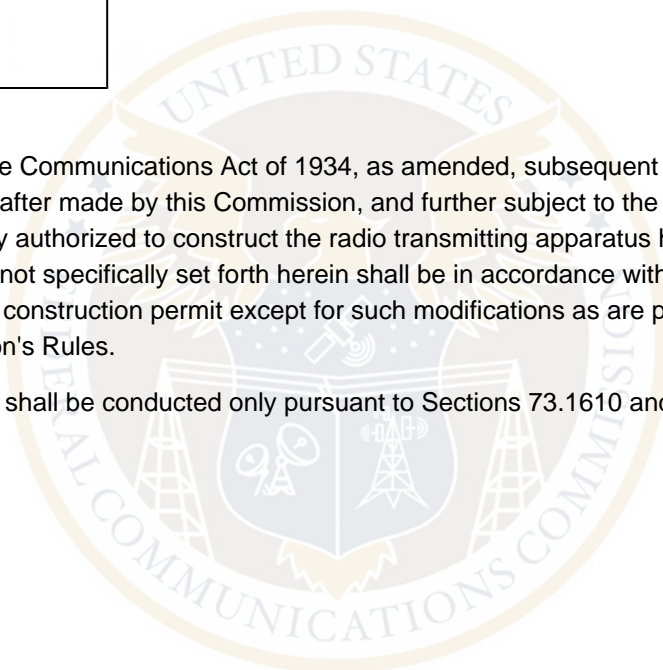 UNITED STATES
e Communications Act of 1934, as amended, subsequent
after made by this Commission, and further subject to the
y authorized to construct the radio transmitting apparatus h
not specifically set forth herein shall be in accordance with
construction permit except for such modifications as are p
on's Rules.
shall be conducted only pursuant to Sections 73.1610 and
FEDERAL COMMUNICATIONS COMMISSION